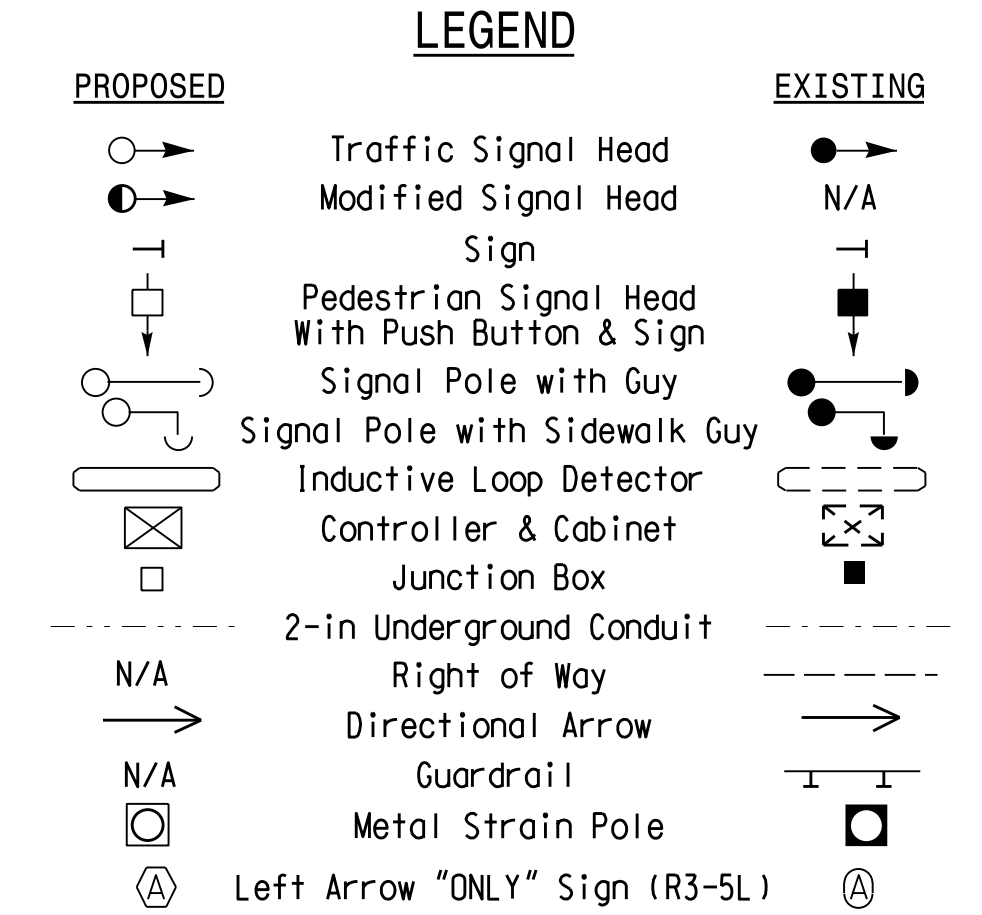 LEGEND
PROPOSED EXISTING
Traffic Signal Head
Modified Signal Head N/A
Sign
Pedestrian Signal Head
With Push Button & Sign
Signal Pole with Guy
Signal Pole with Sidewalk Guy
Inductive Loop Detector
Controller & Cabinet
Junction Box
2-in Underground Conduit
N/A Right of Way
Directional Arrow
N/A Guardrail
Metal Strain Pole
A Left Arrow "ONLY" Sign (R3-5L) A